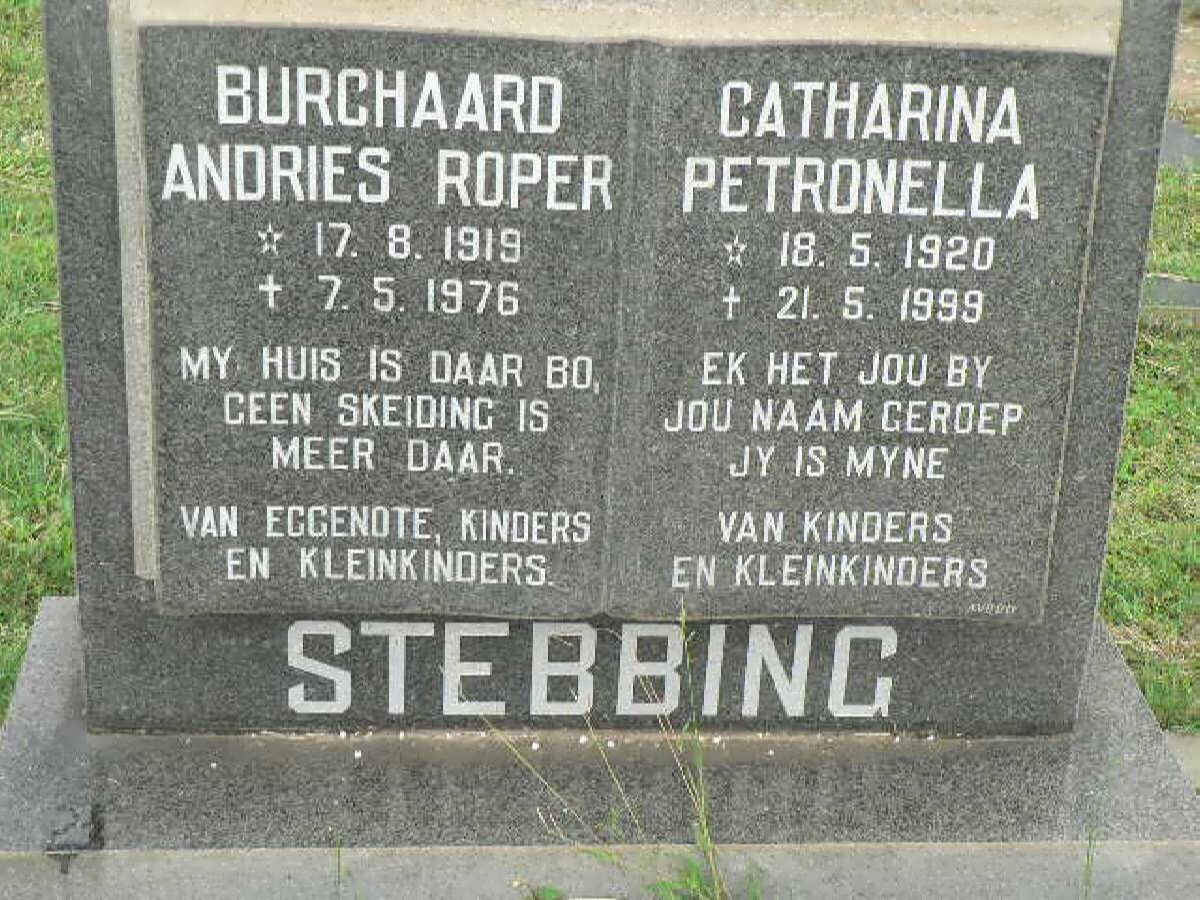 BURCHAARD
ANDRIES ROPER
☆ 17. 8. 1919
✝ 7. 5. 1976
MY HUIS IS DAAR BO,
GEEN SKEIDING IS
MEER DAAR.
VAN EGGENOTE, KINDERS
EN KLEINKINDERS.
CATHARINA
PETRONELLA
☆ 18. 5. 1920
✝ 21. 5. 1999
EK HET JOU BY
JOU NAAM GEROEP
JY IS MYNE
VAN KINDERS
EN KLEINKINDERS
STEBBING